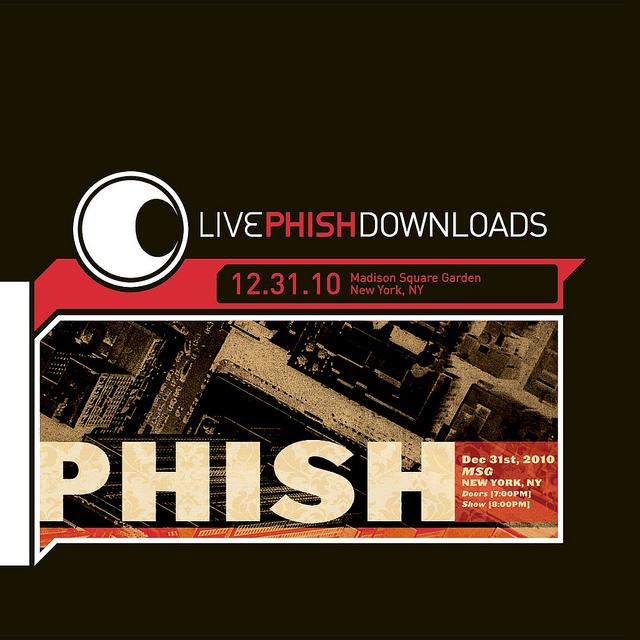 LIVEPHISHDOWNLOADS
12.31.10
Madison Square Garden
New York, NY
PHISH
Dec 31st, 2010
MSG
NEW YORK, NY
Doors [7:00PM]
Show [8:00PM]